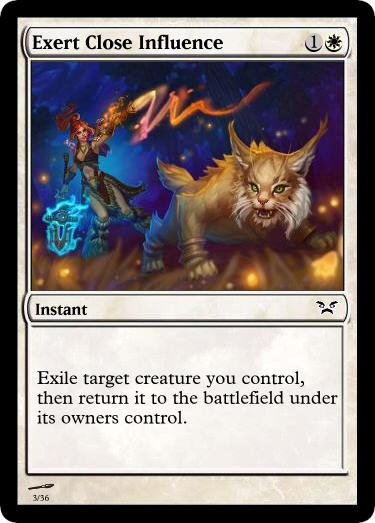 Exert Close Influence 1
Instant
Exile target creature you control,
then return it to the battlefield under
its owners control.
3/36